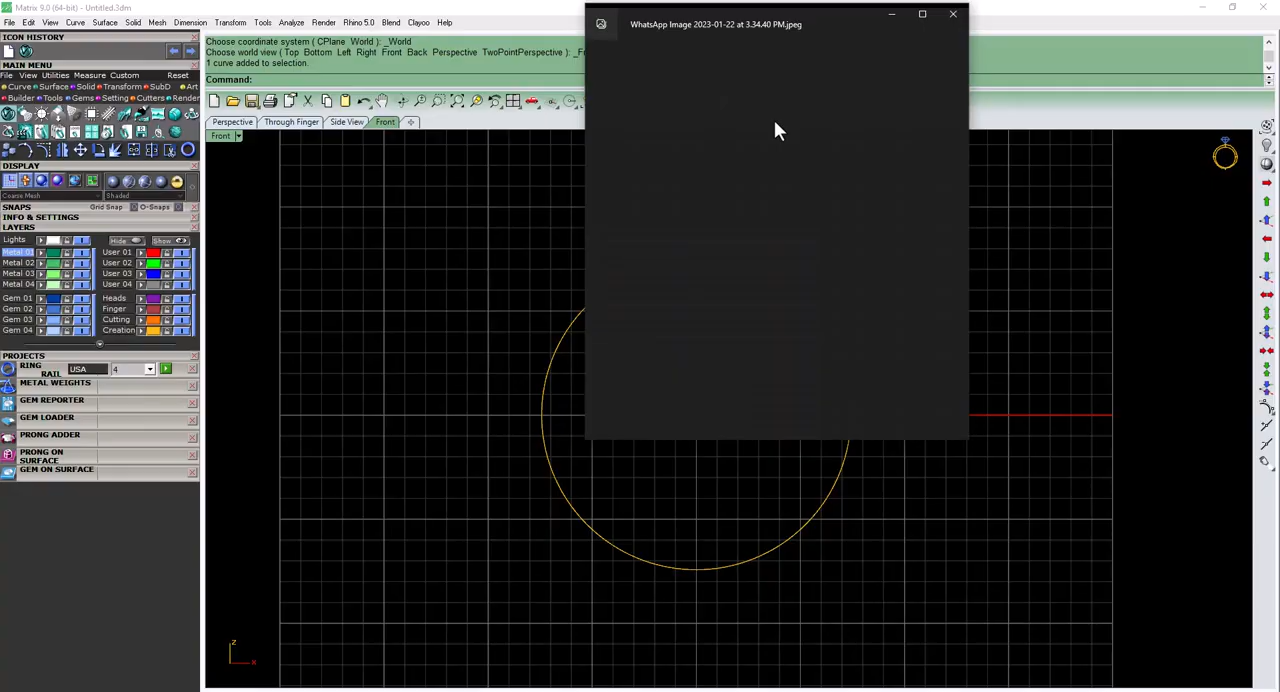 Matrix 9.0 (64-bit) - Untitled.3dm
WhatsApp Image 2023-01-22 at 3.34.40 PM.jpeg
File Edit View Curve Surface Solid Mesh Dimension Transform Tools Analyze Render Rhino 5.0 Blend Clayoo Help
ICON HISTORY
MAIN MENU
File View Utilities Measure Custom Reset
Curve Surface Solid Transform SubD Art
Builder Tools Gems Setting Cutters Render
DISPLAY
Coarse Mesh Shaded
SNAPS Grid Snap O-Snaps
INFO & SETTINGS
LAYERS
Lights Hide Show
Metal 01 User 01
Metal 02 User 02
Metal 03 User 03
Metal 04 User 04
Gem 01 Heads
Gem 02 Finger
Gem 03 Cutting
Gem 04 Creation
PROJECTS
RING RAIL USA 4
METAL WEIGHTS
GEM REPORTER
GEM LOADER
PRONG ADDER
PRONG ON SURFACE
GEM ON SURFACE
Choose coordinate system ( CPlane World ): _World
Choose world view ( Top Bottom Left Right Front Back Perspective TwoPointPerspective ): _Fr
1 curve added to selection.
Command:
Perspective Through Finger Side View Front
Front
z
x